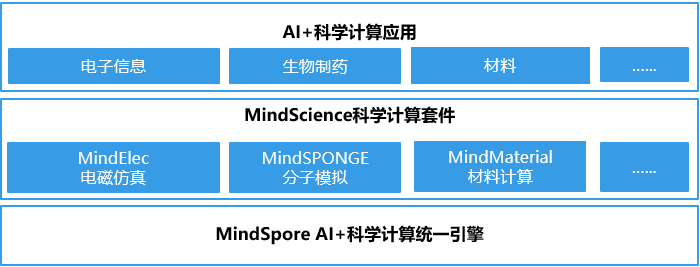 AI+科学计算应用
电子信息
生物制药
材料
......
MindScience科学计算套件
MindElec
电磁仿真
MindSPONGE
分子模拟
MindMaterial
材料计算
......
MindSpore AI+科学计算统一引擎